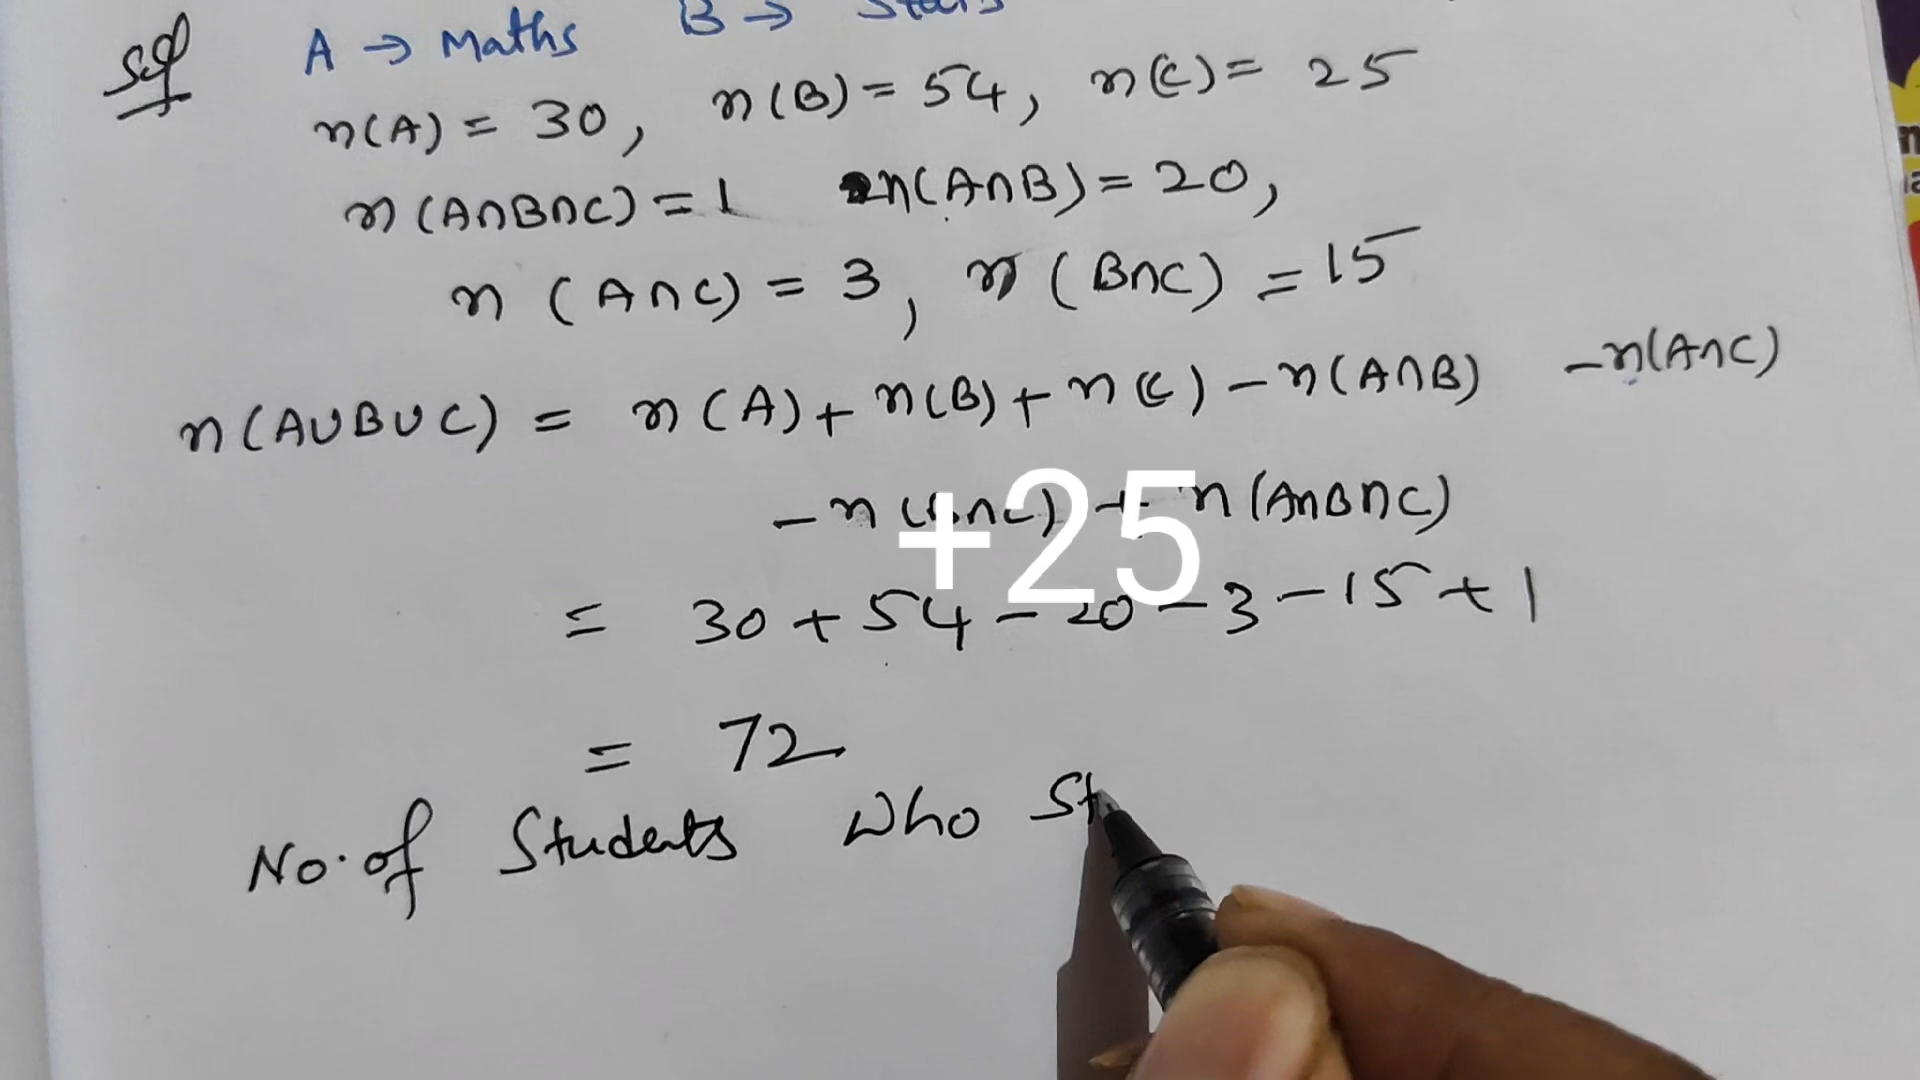 Sol A → Maths B →
n(A) = 30, n(B) = 54, n(C) = 25
n(A∩B∩C) = 1 n(A∩B) = 20,
n (A∩C) = 3, n (B∩C) = 15
n(A∪B∪C) = n(A) + n(B) + n(C) - n(A∩B) - n(A∩C)
- n(B∩C) + n(A∩B∩C)
+25
= 30 + 54 - 20 - 3 - 15 + 1
= 72
No. of Students Who St